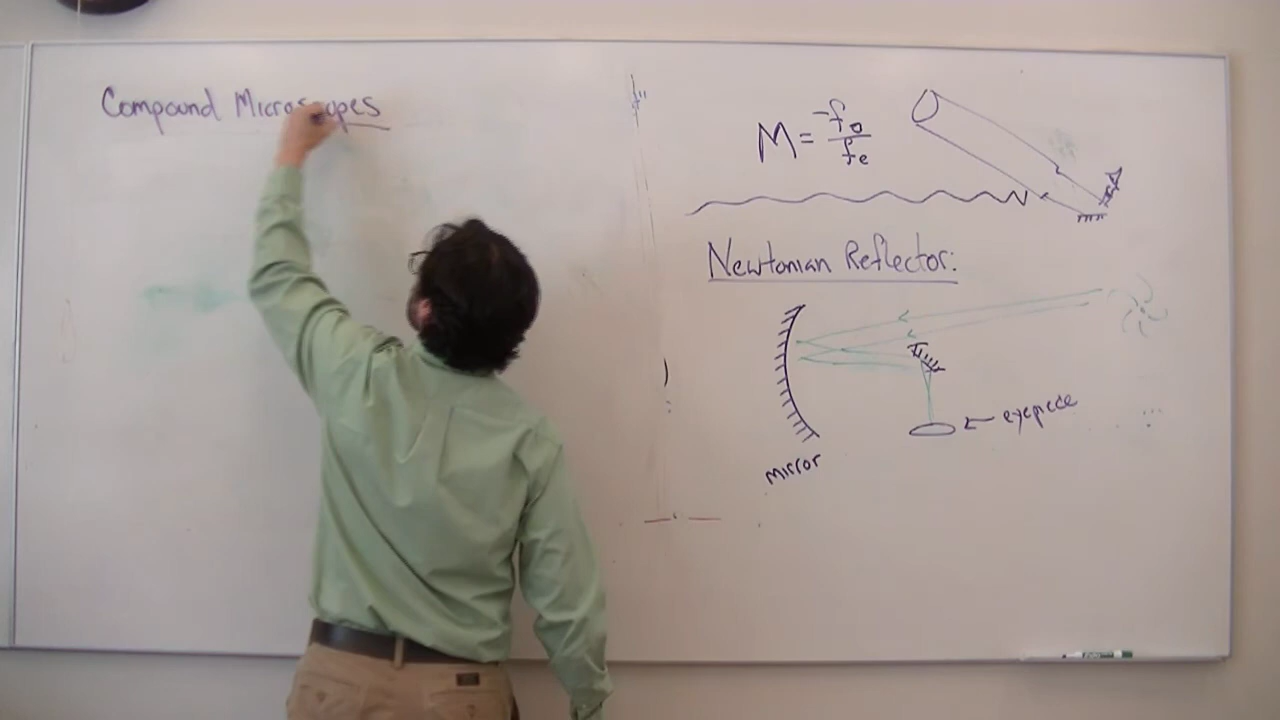 Compound Microscopes
M = -fo/fe
Newtonian Reflector:
eyepiece
mirror